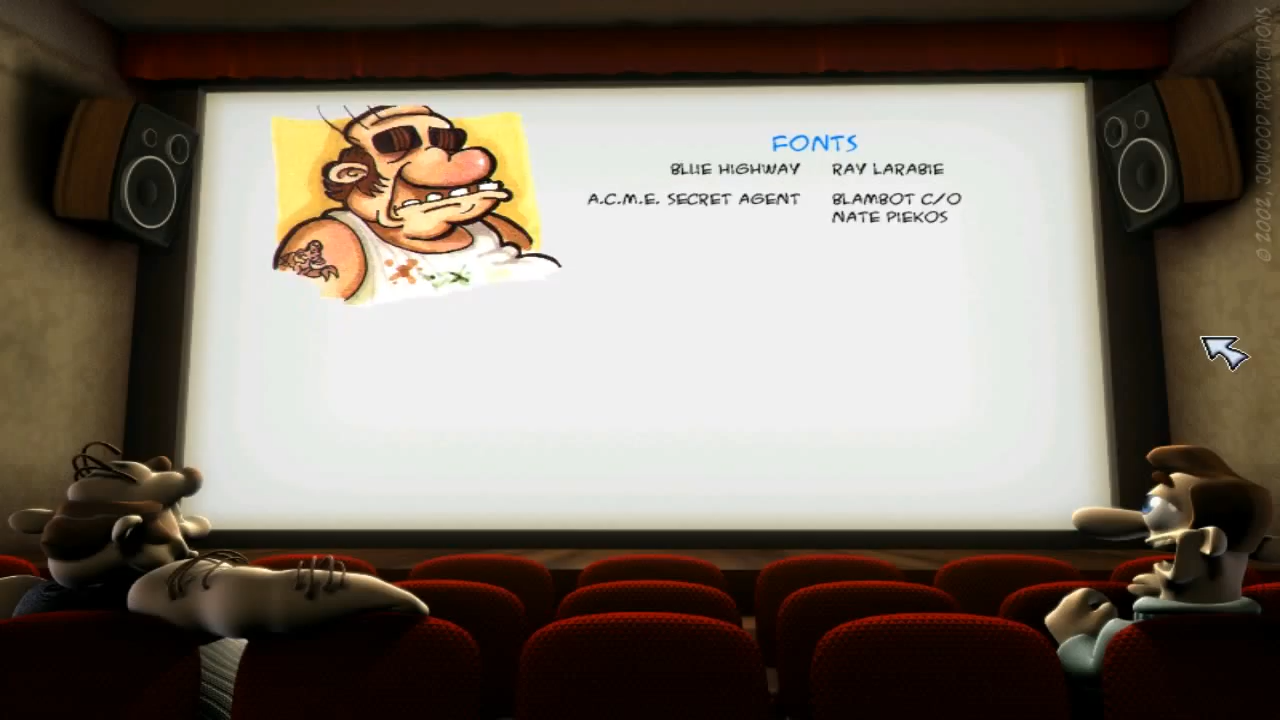 FONTS
BLUE HIGHWAY RAY LARABIE
A.C.M.E. SECRET AGENT BLAMBOT C/O
NATE PIEKOS
© 2002, JOWOOD PRODUCTIONS